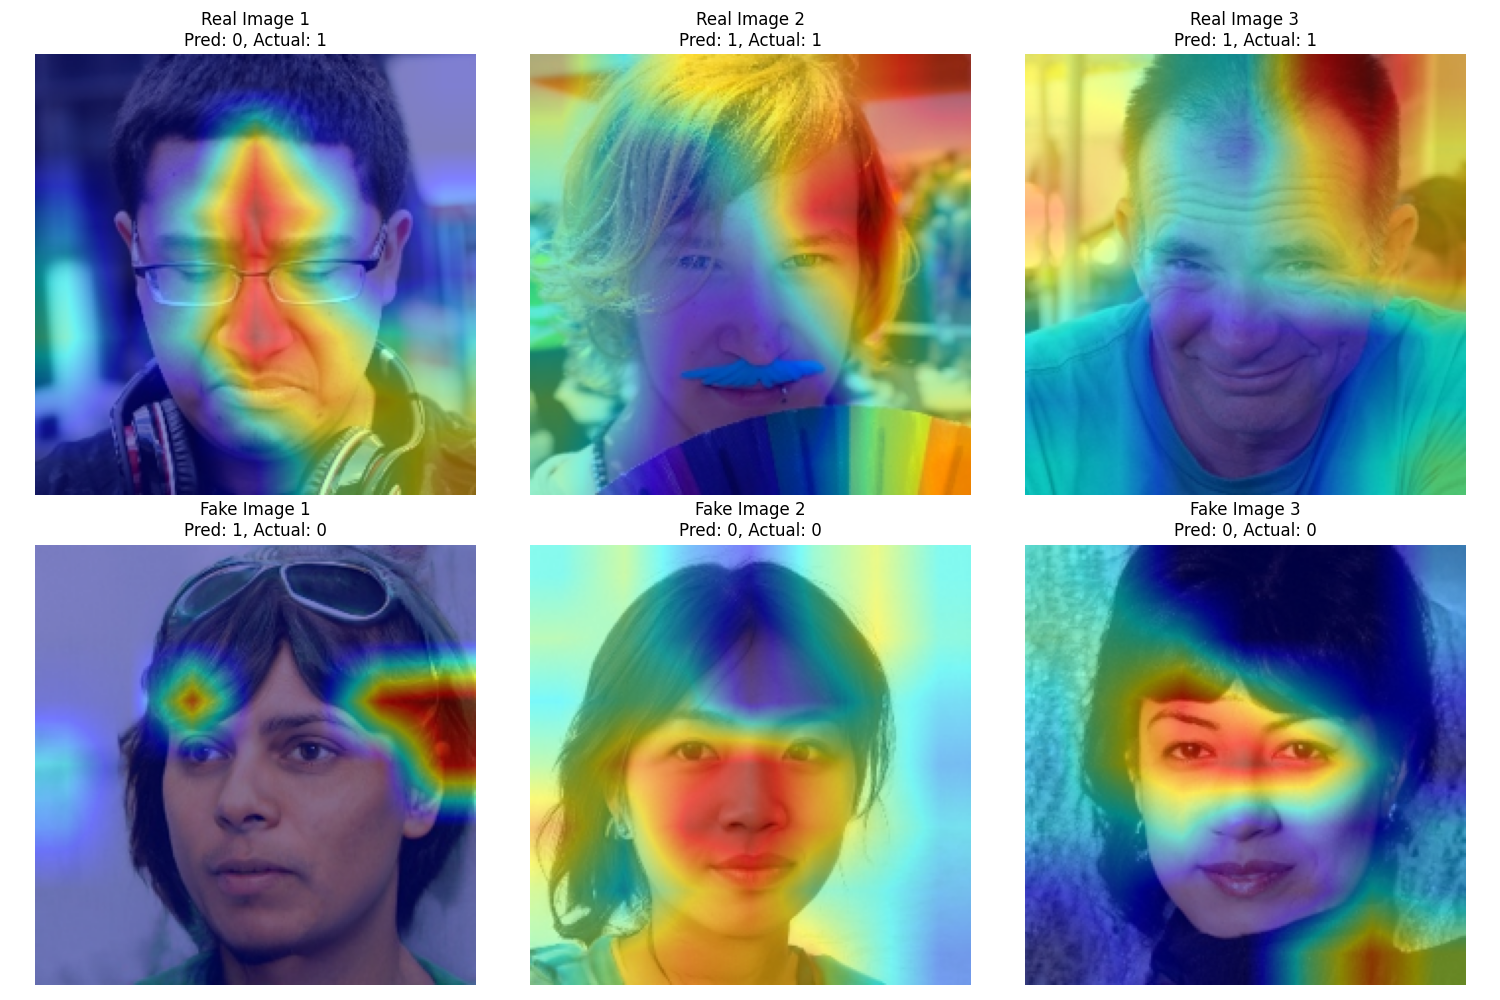 Real Image 1
Pred: 0, Actual: 1
Real Image 2
Pred: 1, Actual: 1
Real Image 3
Pred: 1, Actual: 1
Fake Image 1
Pred: 1, Actual: 0
Fake Image 2
Pred: 0, Actual: 0
Fake Image 3
Pred: 0, Actual: 0